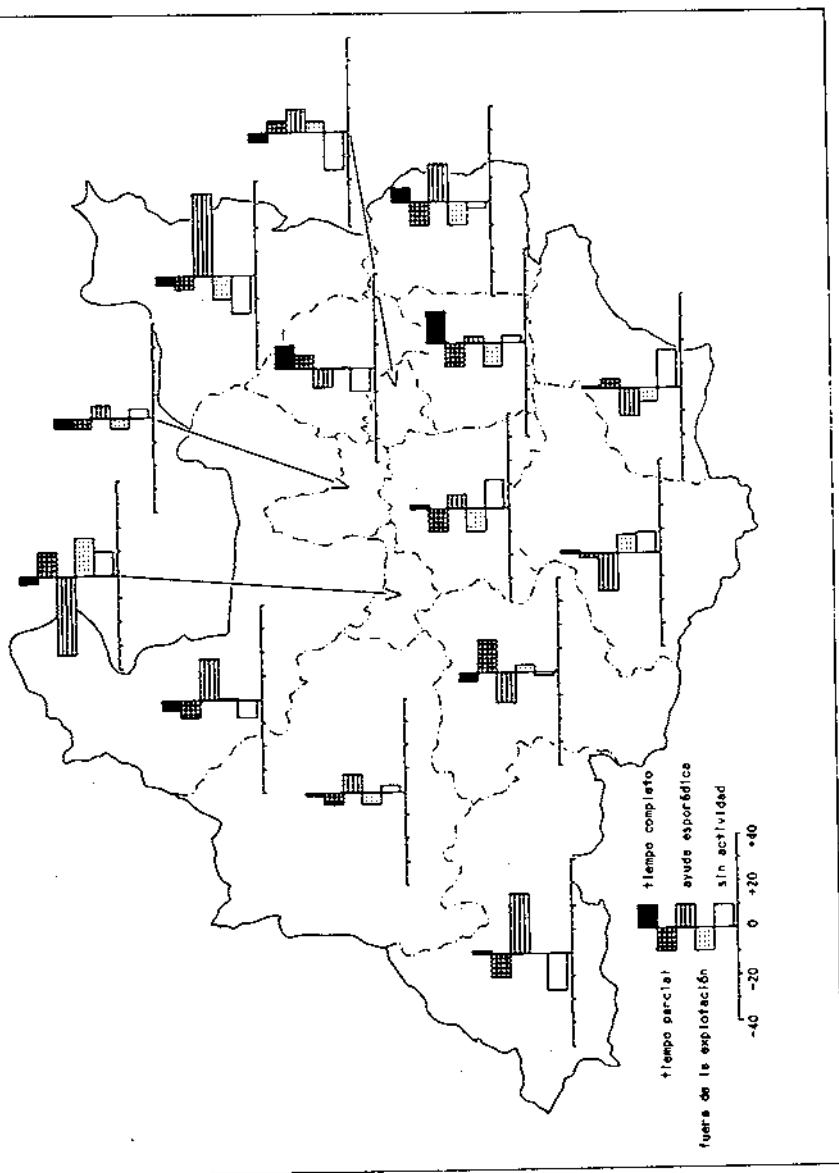 tiempo completo
tiempo parcial
ayuda esporádica
fuera de la explotación
sin actividad
-40 -20 0 +20 +40